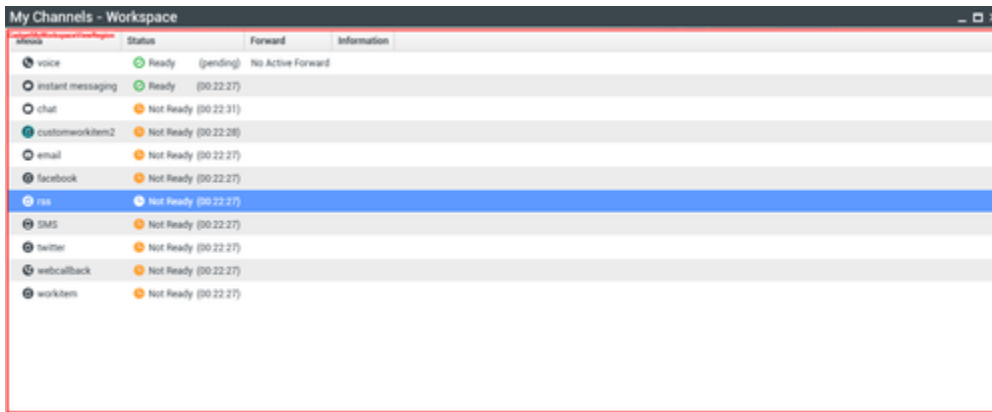 My Channels - Workspace
Media Status Forward Information
voice Ready (pending) No Active Forward
instant messaging Ready (00:22:27)
chat Not Ready (00:22:31)
customworkitem2 Not Ready (00:22:28)
email Not Ready (00:22:27)
facebook Not Ready (00:22:27)
rss Not Ready (00:22:27)
SMS Not Ready (00:22:27)
twitter Not Ready (00:22:27)
webcallback Not Ready (00:22:27)
workitem Not Ready (00:22:27)